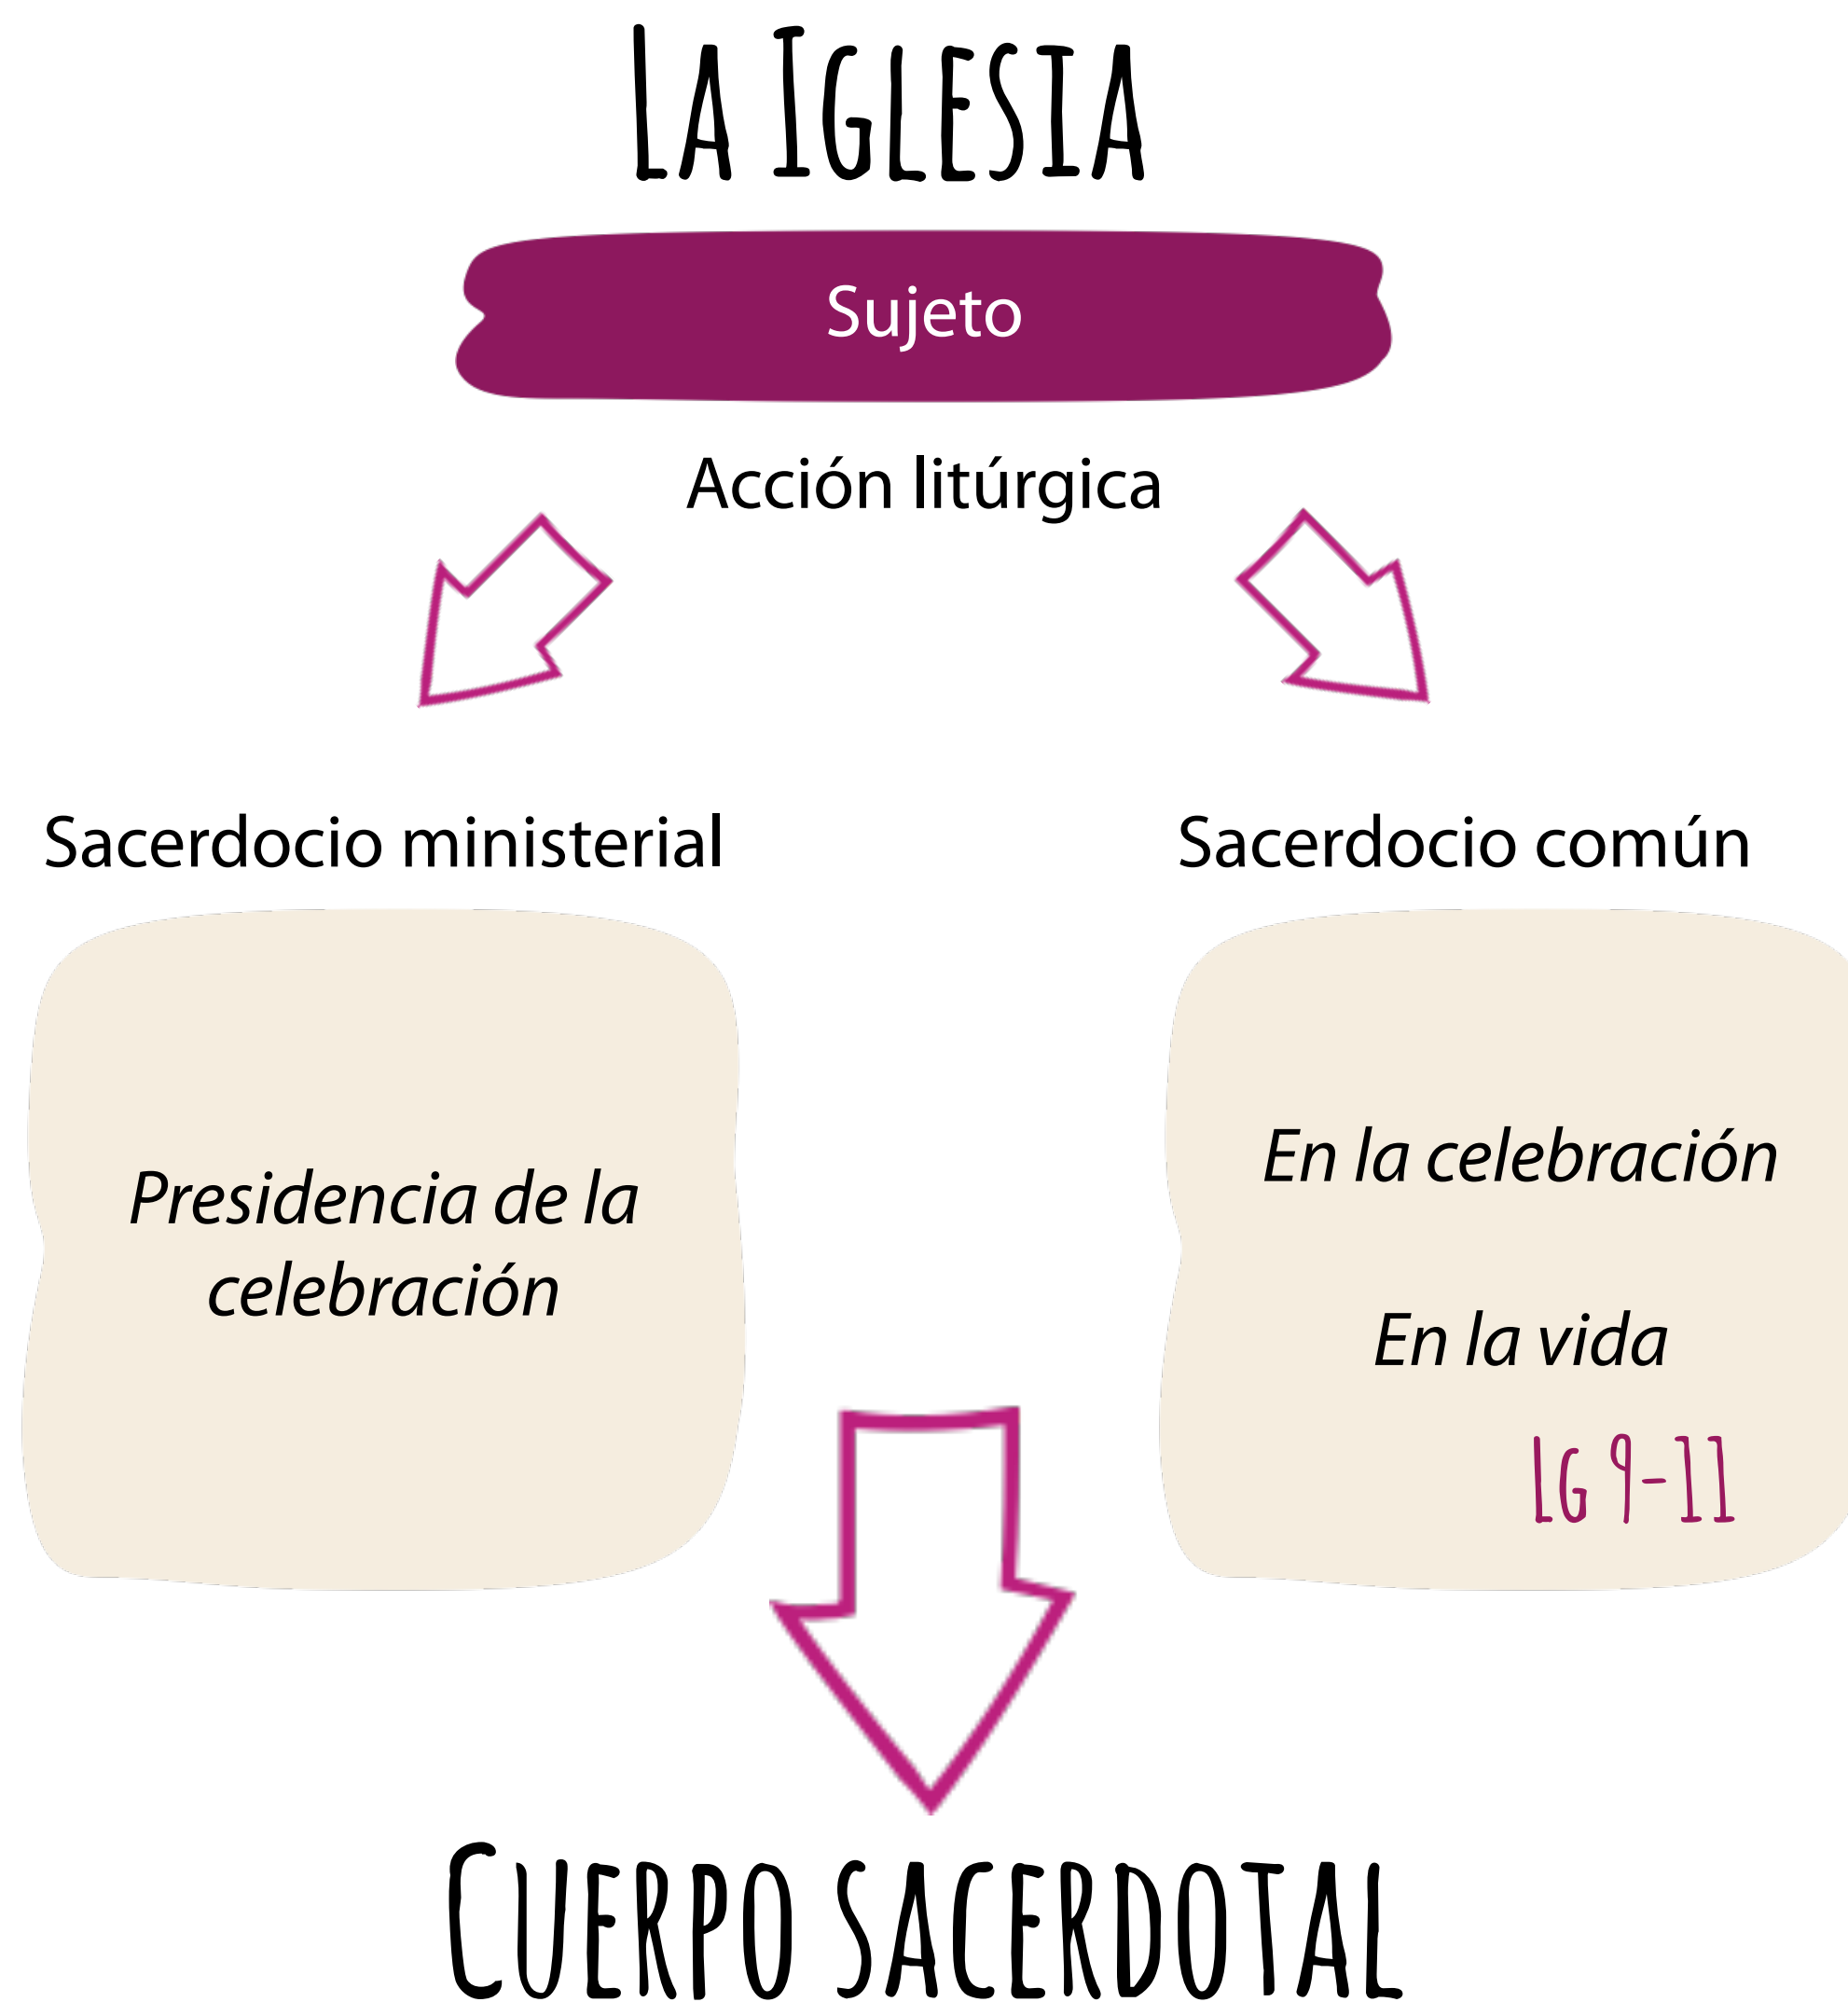 La Iglesia
Sujeto
Acción litúrgica
Sacerdocio ministerial
Presidencia de la
celebración
Sacerdocio común
En la celebración
En la vida
LG 9-11
Cuerpo sacerdotal